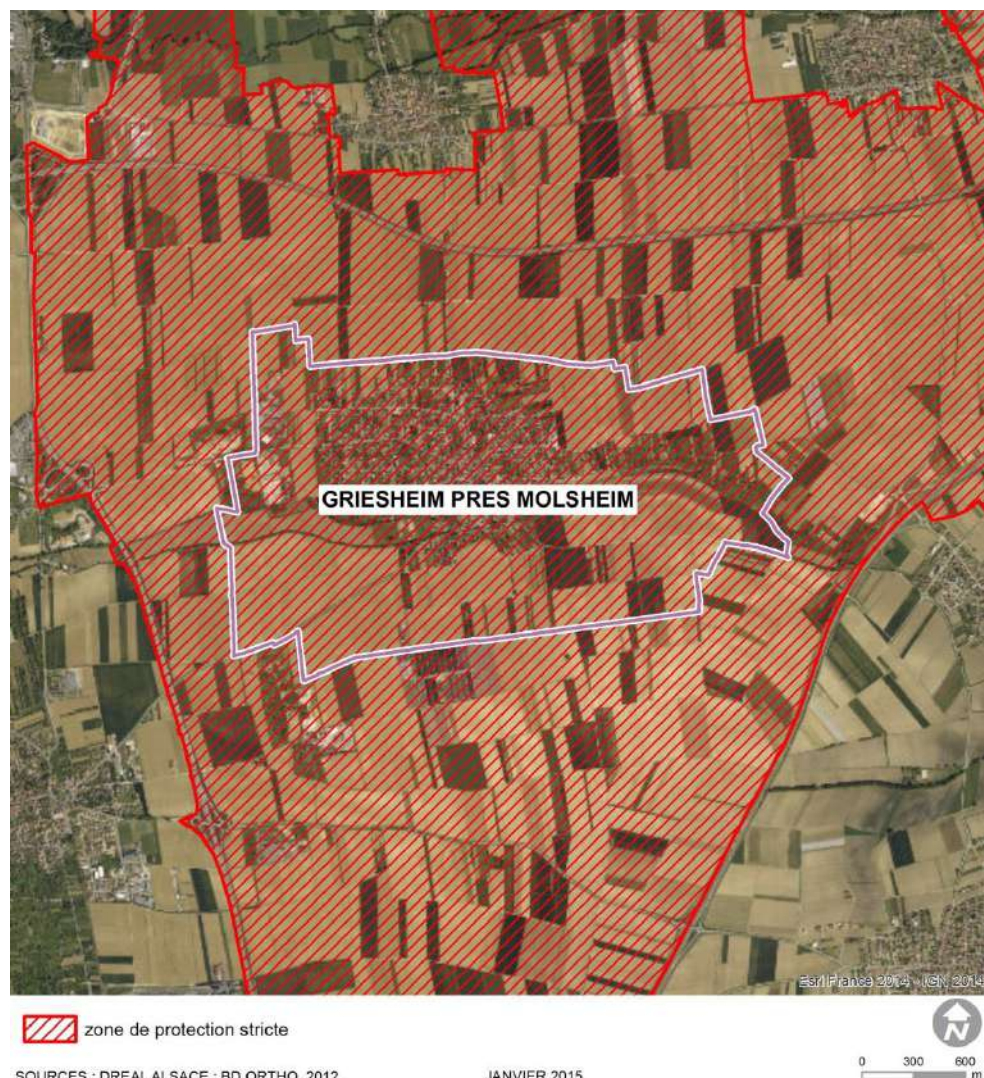 GRIESHEIM PRES MOLSHEIM
Esri France 2014 - IGN 2014
zone de protection stricte
N
0 300 600
m
SOURCES : DREAL ALSACE ; BD ORTHO, 2012
JANVIER 2015